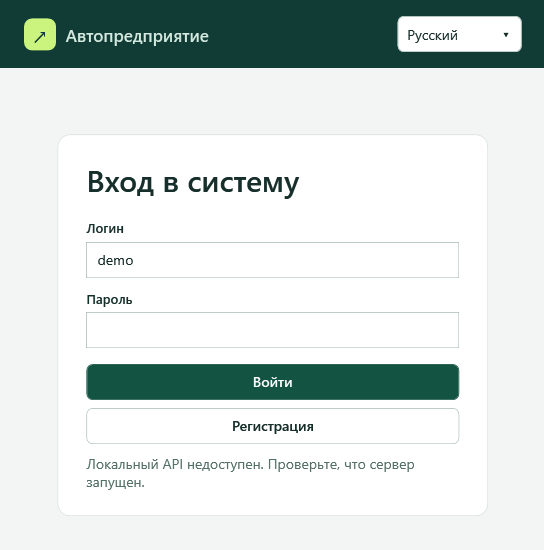 Автопредприятие
Русский
Вход в систему
Логин
demo
Пароль
Войти
Регистрация
Локальный API недоступен. Проверьте, что сервер
запущен.